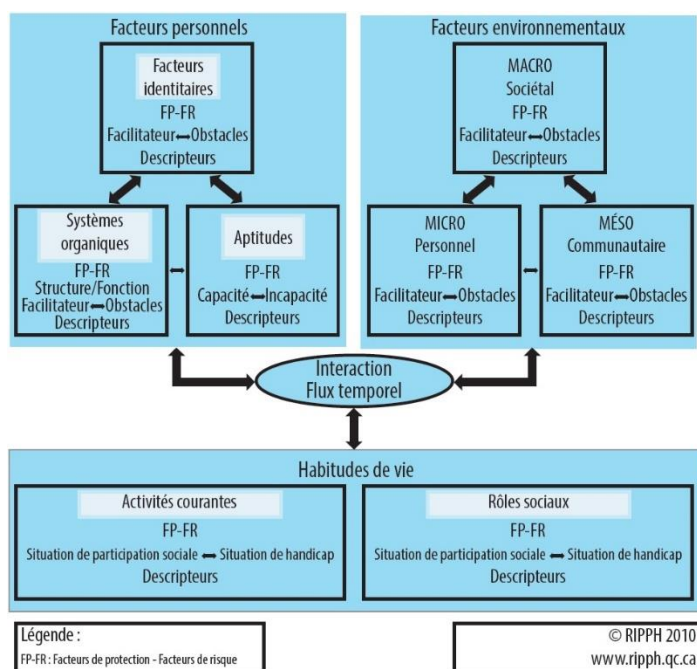 Facteurs personnels
Facteurs
identitaires
FP-FR
Facilitateur↔Obstacles
Descripteurs
Systèmes
organiques
FP-FR
Structure/Fonction
Facilitateur↔Obstacles
Descripteurs
Aptitudes
FP-FR
Capacité↔Incapacité
Descripteurs
Facteurs environnementaux
MACRO
Sociétal
FP-FR
Facilitateur↔Obstacles
Descripteurs
MICRO
Personnel
FP-FR
Facilitateur↔Obstacles
Descripteurs
MÉSO
Communautaire
FP-FR
Facilitateur↔Obstacles
Descripteurs
Interaction
Flux temporel
Habitudes de vie
Activités courantes
FP-FR
Situation de participation sociale ↔ Situation de handicap
Descripteurs
Rôles sociaux
FP-FR
Situation de participation sociale ↔ Situation de handicap
Descripteurs
Légende :
FP-FR : Facteurs de protection - Facteurs de risque
© RIPPH 2010
www.ripph.qc.ca